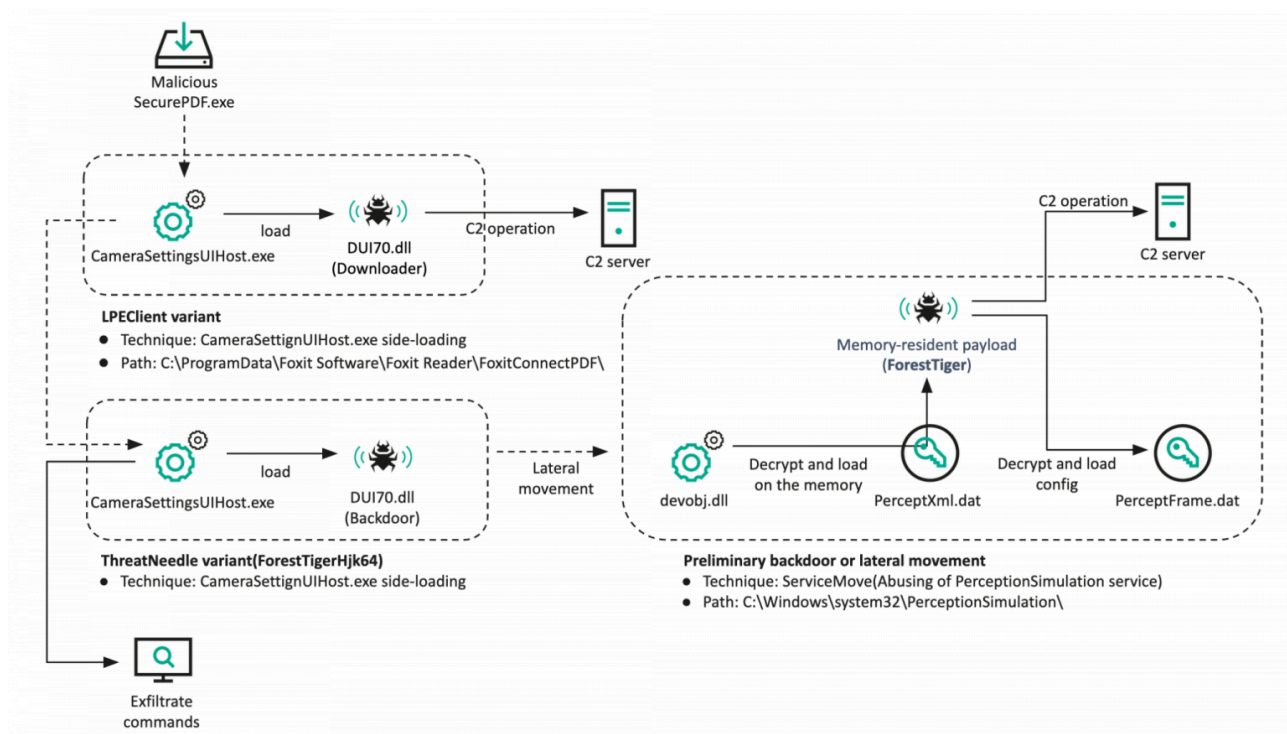 Malicious
SecurePDF.exe
CameraSettingsUIHost.exe
load
DUI70.dll
(Downloader)
C2 operation
C2 server
LPEClient variant
● Technique: CameraSettignUIHost.exe side-loading
● Path: C:\ProgramData\Foxit Software\Foxit Reader\FoxitConnectPDF\
CameraSettingsUIHost.exe
load
DUI70.dll
(Backdoor)
Lateral
movement
ThreatNeedle variant(ForestTigerHjk64)
● Technique: CameraSettignUIHost.exe side-loading
Exfiltrate
commands
C2 operation
C2 server
Memory-resident payload
(ForestTiger)
devobj.dll
Decrypt and load
on the memory
PerceptXml.dat
Decrypt and load
config
PerceptFrame.dat
Preliminary backdoor or lateral movement
● Technique: ServiceMove(Abusing of PerceptionSimulation service)
● Path: C:\Windows\system32\PerceptionSimulation\